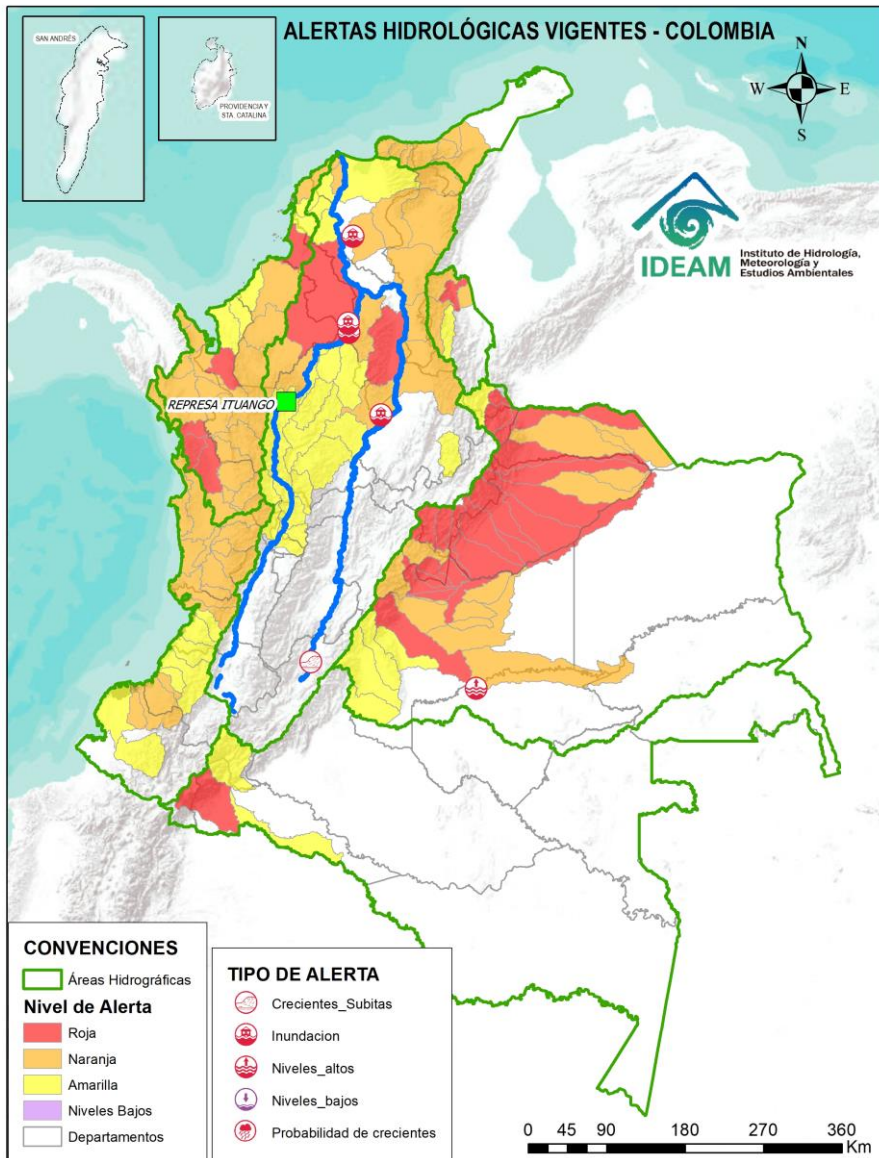 ALERTAS HIDROLÓGICAS VIGENTES - COLOMBIA
SAN ANDRÉS
PROVIDENCIA Y
STA. CATALINA
N
W
E
S
IDEAM
Instituto de Hidrología,
Meteorología y
Estudios Ambientales
REPRESA ITUANGO
CONVENCIONES
Áreas Hidrográficas
Nivel de Alerta
Roja
Naranja
Amarilla
Niveles Bajos
Departamentos
TIPO DE ALERTA
Crecientes_Subitas
Inundacion
Niveles_altos
Niveles_bajos
Probabilidad de crecientes
0 45 90 180 270 360
Km